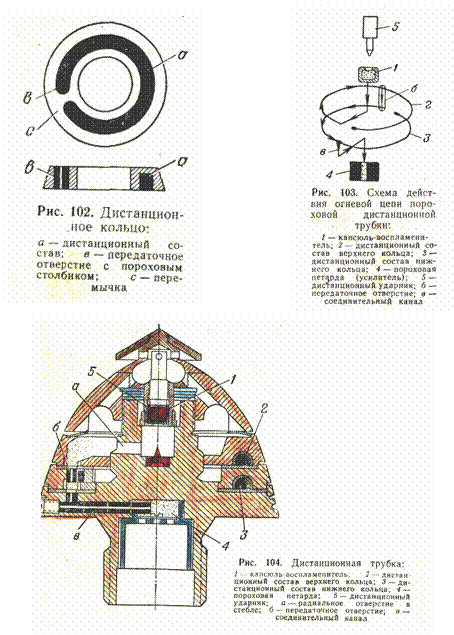 а
в
с
в
а
Рис. 102. Дистанцион-
ное кольцо:
а — дистанционный со-
став; в — передаточное
отверстие с пороховым
столбиком; с — пере-
мычка
5
1
б
2
3
в
4
Рис. 103. Схема дейст-
вия огневой цепи поро-
ховой дистанционной
трубки:
1 — капсюль-воспламени-
тель; 2 — дистанционный со-
став верхнего кольца; 3 —
дистанционный состав ниж-
него кольца; 4 — пороховая
петарда (усилитель); 5 —
дистанционный ударник; б —
передаточное отверстие; в —
соединительный канал
5
1
а
2
б
3
в
4
Рис. 104. Дистанционная трубка:
1 — капсюль-воспламенитель; 2 — дистан-
ционный состав верхнего кольца; 3 — ди-
станционный состав нижнего кольца; 4 —
пороховая петарда; 5 — дистанционный
ударник; а — радиальное отверстие в
стебле; б — передаточное отверстие; в —
соединительный канал